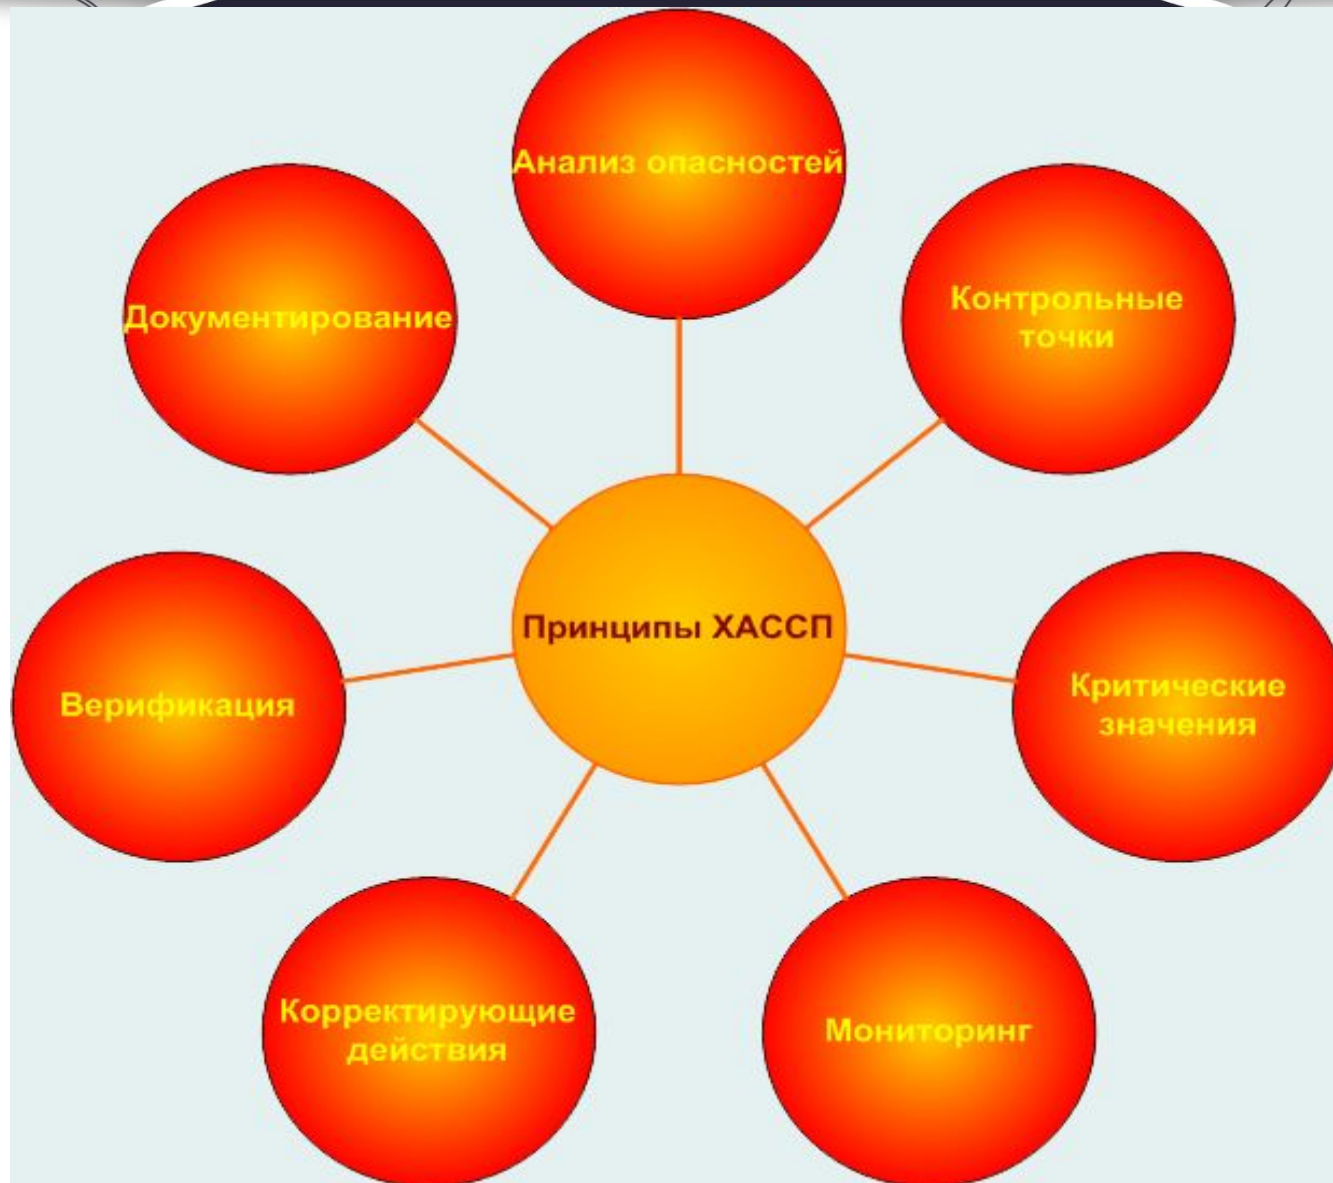 Анализ опасностей
Контрольные
точки
Документирование
Принципы ХАССП
Критические
значения
Верификация
Корректирующие
действия
Мониторинг